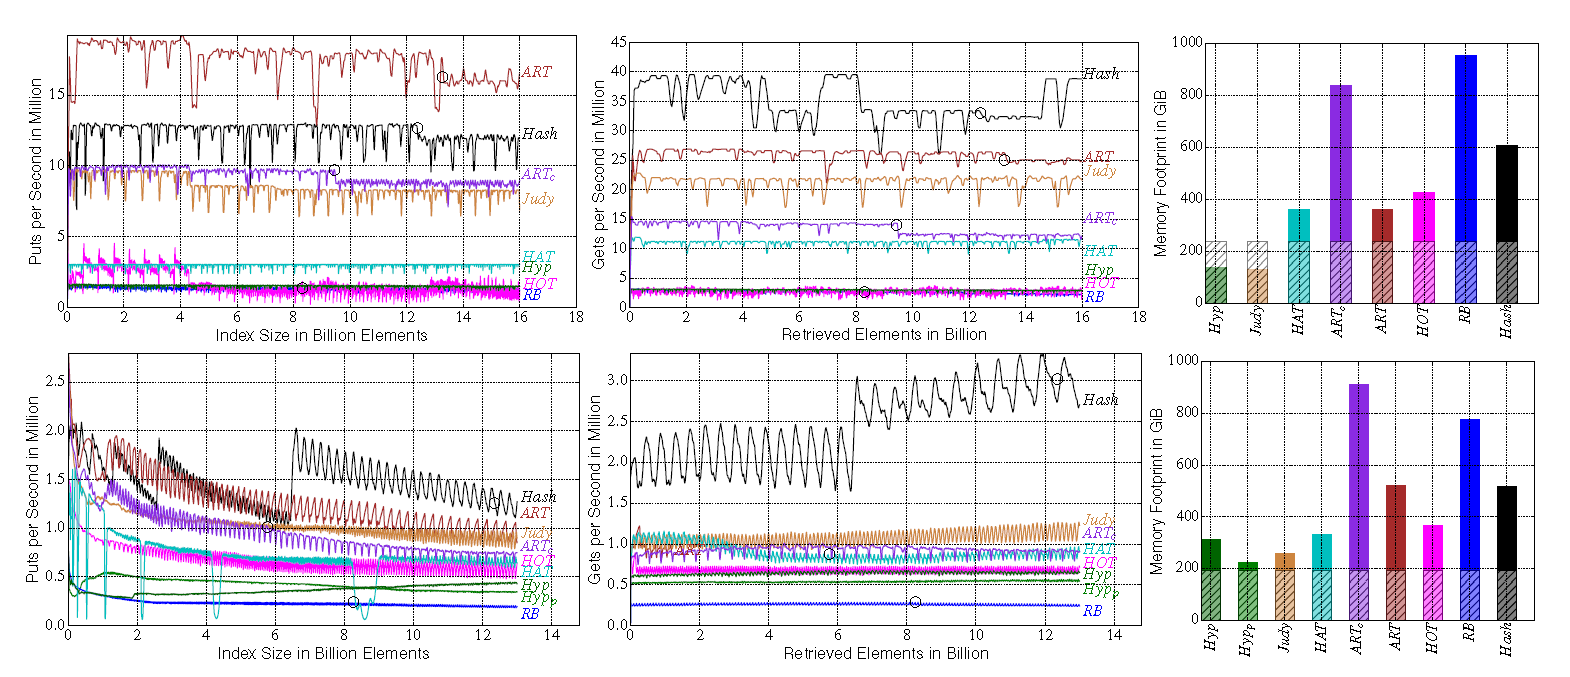 Puts per Second in Million
15
10
5
0
0 2 4 6 8 10 12 14 16 18
Index Size in Billion Elements
ART
Hash
ARTc
Judy
HAT
Hyp
HOT
RB
Gets per Second in Million
45
40
35
30
25
20
15
10
5
0
0 2 4 6 8 10 12 14 16 18
Retrieved Elements in Billion
Hash
ART
Judy
ARTc
HAT
Hyp
HOT
RB
Memory Footprint in GiB
1000
800
600
400
200
0
Hyp Judy HAT ARTc ART HOT RB Hash
Puts per Second in Million
2.5
2.0
1.5
1.0
0.5
0.0
0 2 4 6 8 10 12 14
Index Size in Billion Elements
Hash
ART
Judy
ARTc
HOT
HAT
Hyp
Hypp
RB
Gets per Second in Million
3.0
2.5
2.0
1.5
1.0
0.5
0.0
0 2 4 6 8 10 12 14
Retrieved Elements in Billion
Hash
ART
Judy
ARTc
HAT
HOT
Hyp
Hypp
RB
Memory Footprint in GiB
1000
800
600
400
200
0
Hyp Hypp Judy HAT ARTc ART HOT RB Hash